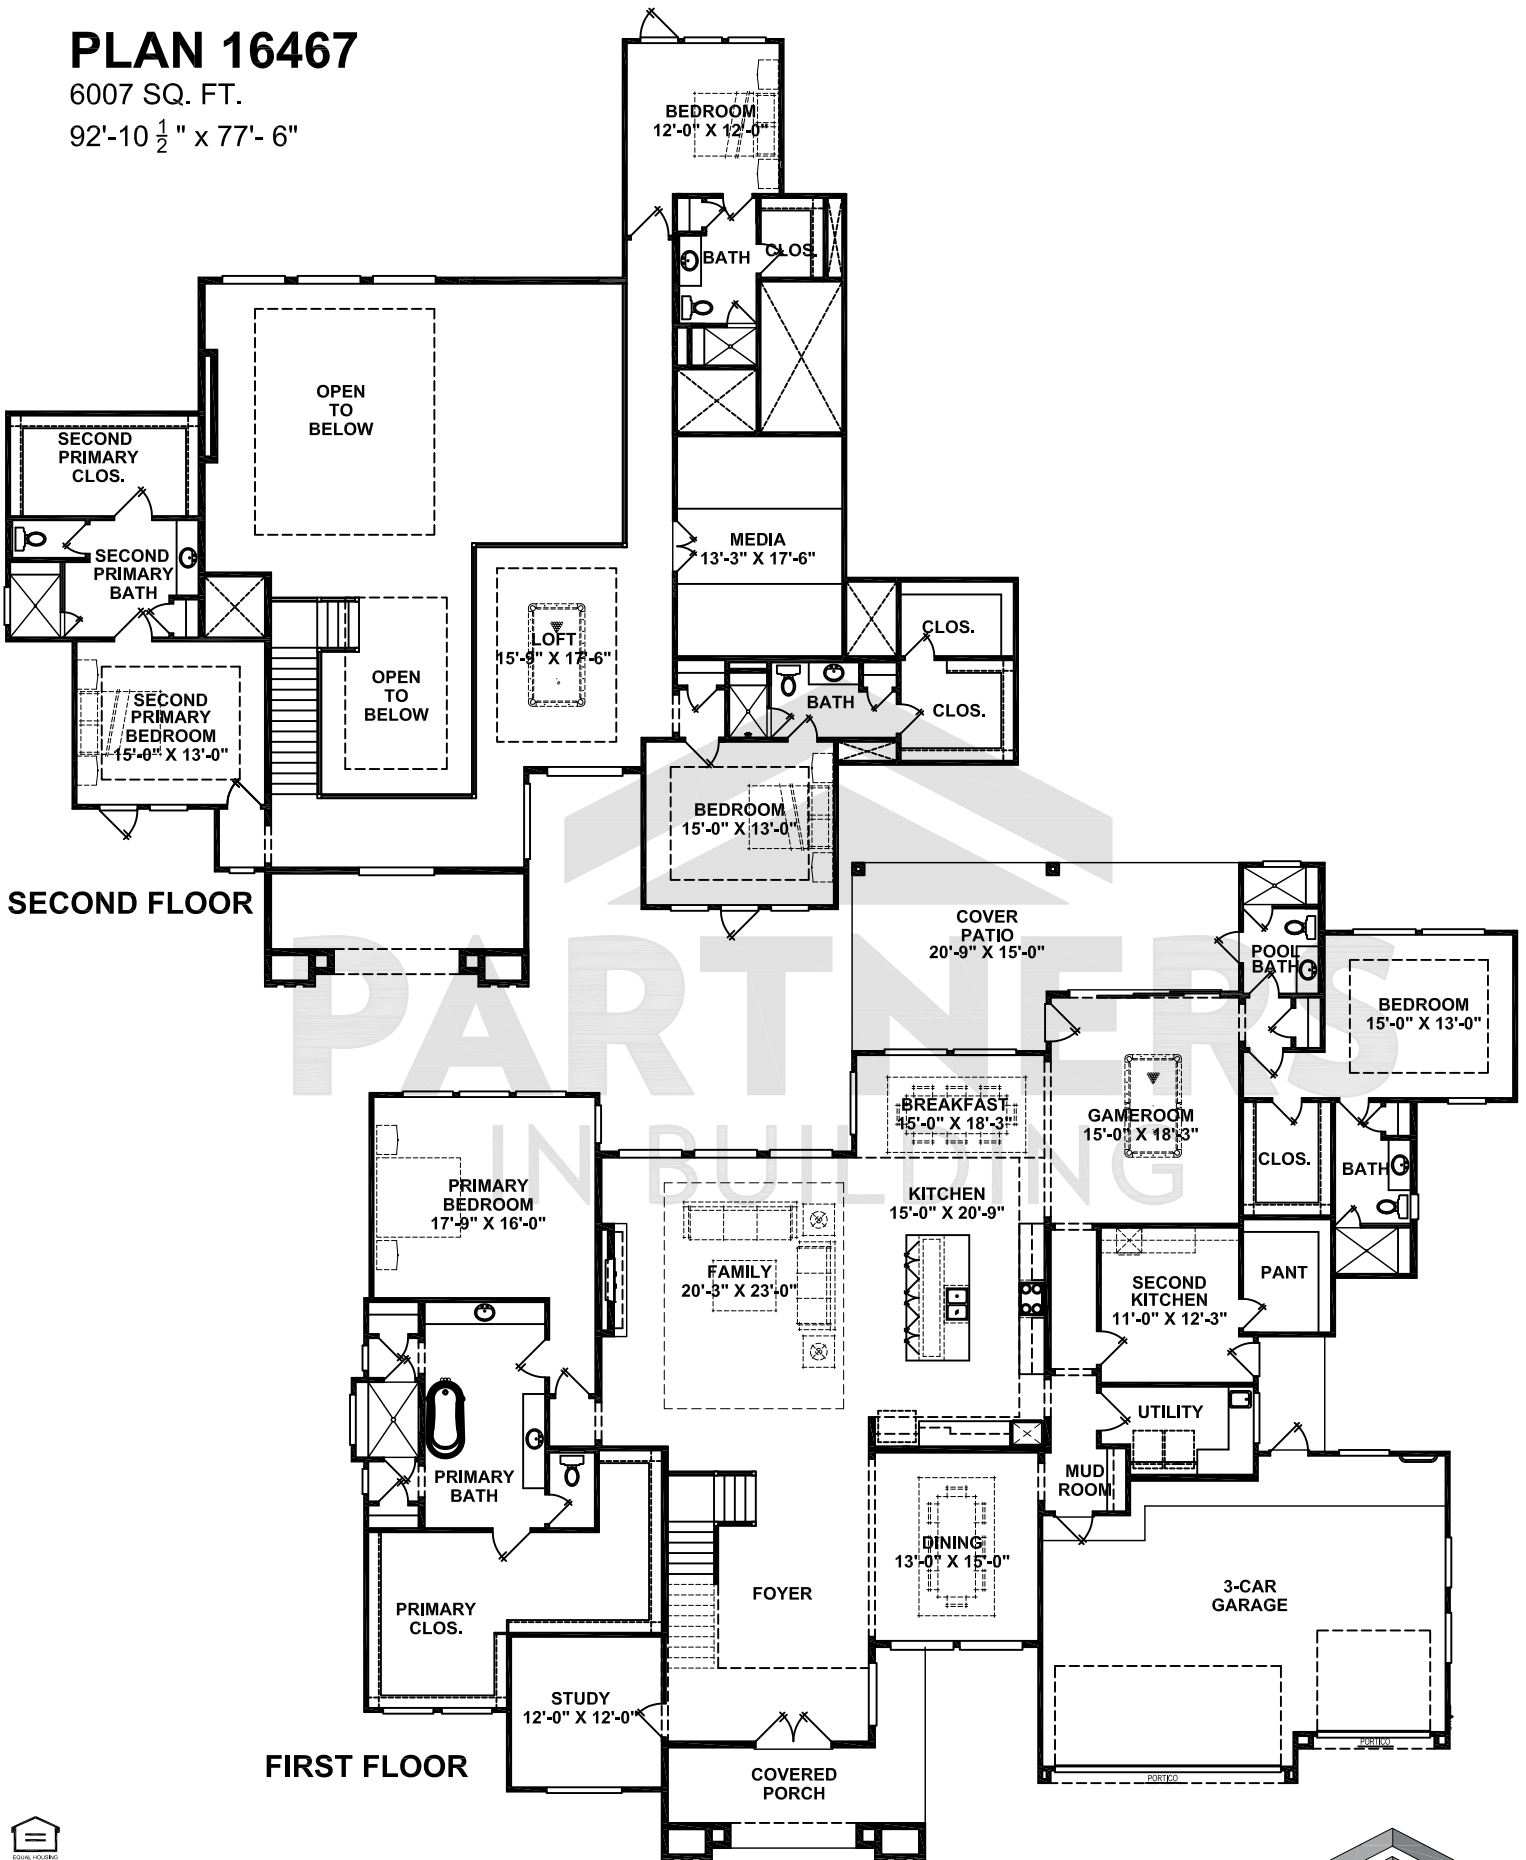 PLAN 16467
6007 SQ. FT.
92'-10 1/2" x 77'- 6"
BEDROOM
12'-0" X 12'-0"
BATH
CLOS.
OPEN
TO
BELOW
SECOND
PRIMARY
CLOS.
SECOND
PRIMARY
BATH
MEDIA
13'-3" X 17'-6"
LOFT
15'-9" X 17'-6"
OPEN
TO
BELOW
SECOND
PRIMARY
BEDROOM
15'-0" X 13'-0"
CLOS.
CLOS.
BATH
BEDROOM
15'-0" X 13'-0"
SECOND FLOOR
PARTNERS
IN BUILDING
COVER
PATIO
20'-9" X 15'-0"
POOL
BATH
BEDROOM
15'-0" X 13'-0"
BREAKFAST
15'-0" X 18'-3"
GAMEROOM
15'-0" X 18'-3"
CLOS.
BATH
PRIMARY
BEDROOM
17'-9" X 16'-0"
KITCHEN
15'-0" X 20'-9"
FAMILY
20'-3" X 23'-0"
SECOND
KITCHEN
11'-0" X 12'-3"
PANT
UTILITY
PRIMARY
BATH
MUD
ROOM
DINING
13'-0" X 15'-0"
FOYER
3-CAR
GARAGE
PRIMARY
CLOS.
STUDY
12'-0" X 12'-0"
FIRST FLOOR
COVERED
PORCH
PORTICO
PORTICO
EQUAL HOUSING